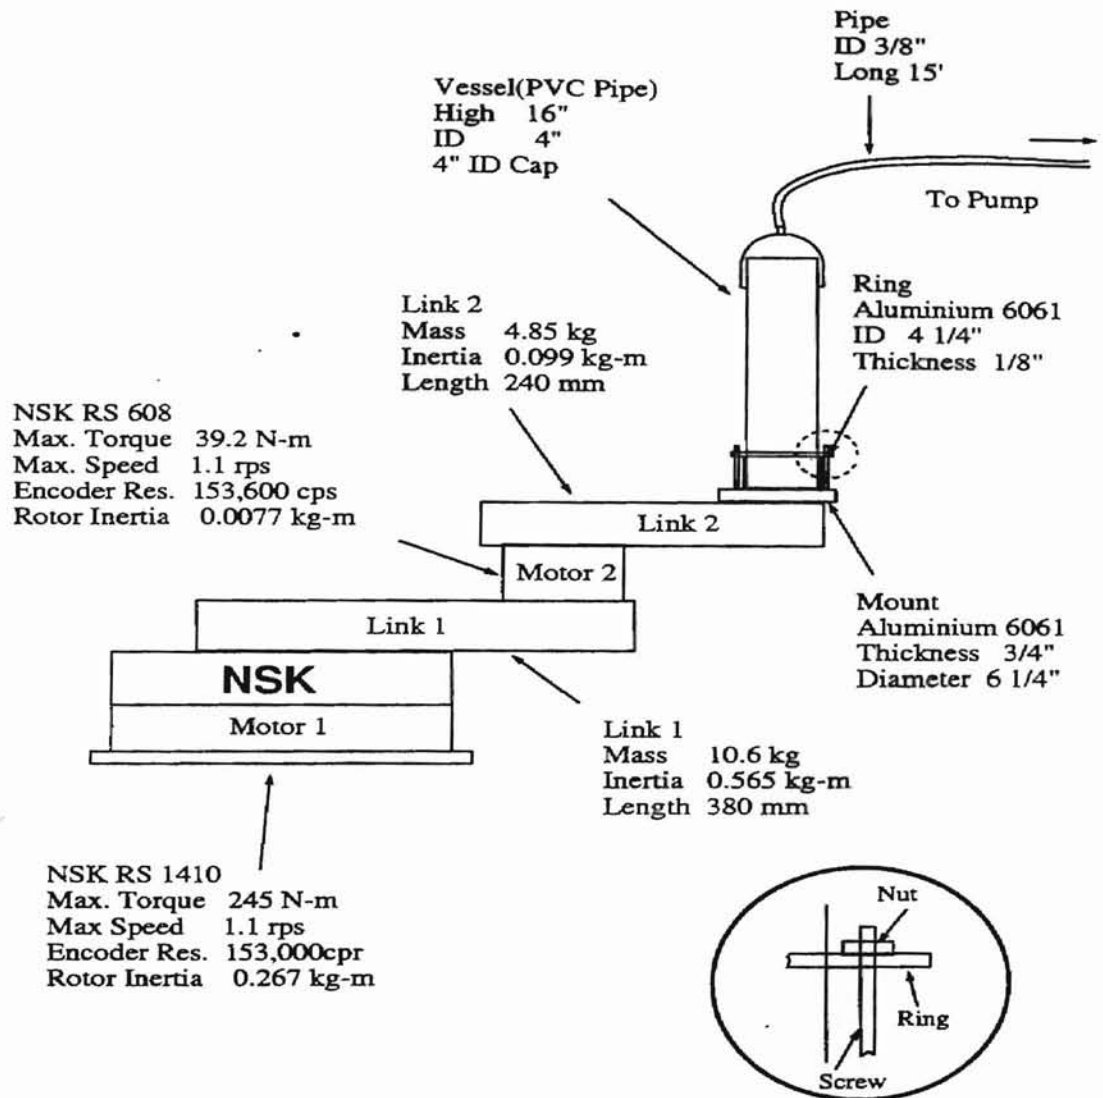 Pipe
ID 3/8"
Long 15'
Vessel(PVC Pipe)
High 16"
ID 4"
4" ID Cap
To Pump
Ring
Aluminium 6061
ID 4 1/4"
Thickness 1/8"
Link 2
Mass 4.85 kg
Inertia 0.099 kg-m
Length 240 mm
NSK RS 608
Max. Torque 39.2 N-m
Max. Speed 1.1 rps
Encoder Res. 153,600 cps
Rotor Inertia 0.0077 kg-m
Link 2
Motor 2
Link 1
Mount
Aluminium 6061
Thickness 3/4"
Diameter 6 1/4"
NSK
Motor 1
Link 1
Mass 10.6 kg
Inertia 0.565 kg-m
Length 380 mm
NSK RS 1410
Max. Torque 245 N-m
Max Speed 1.1 rps
Encoder Res. 153,000cpr
Rotor Inertia 0.267 kg-m
Nut
Ring
Screw